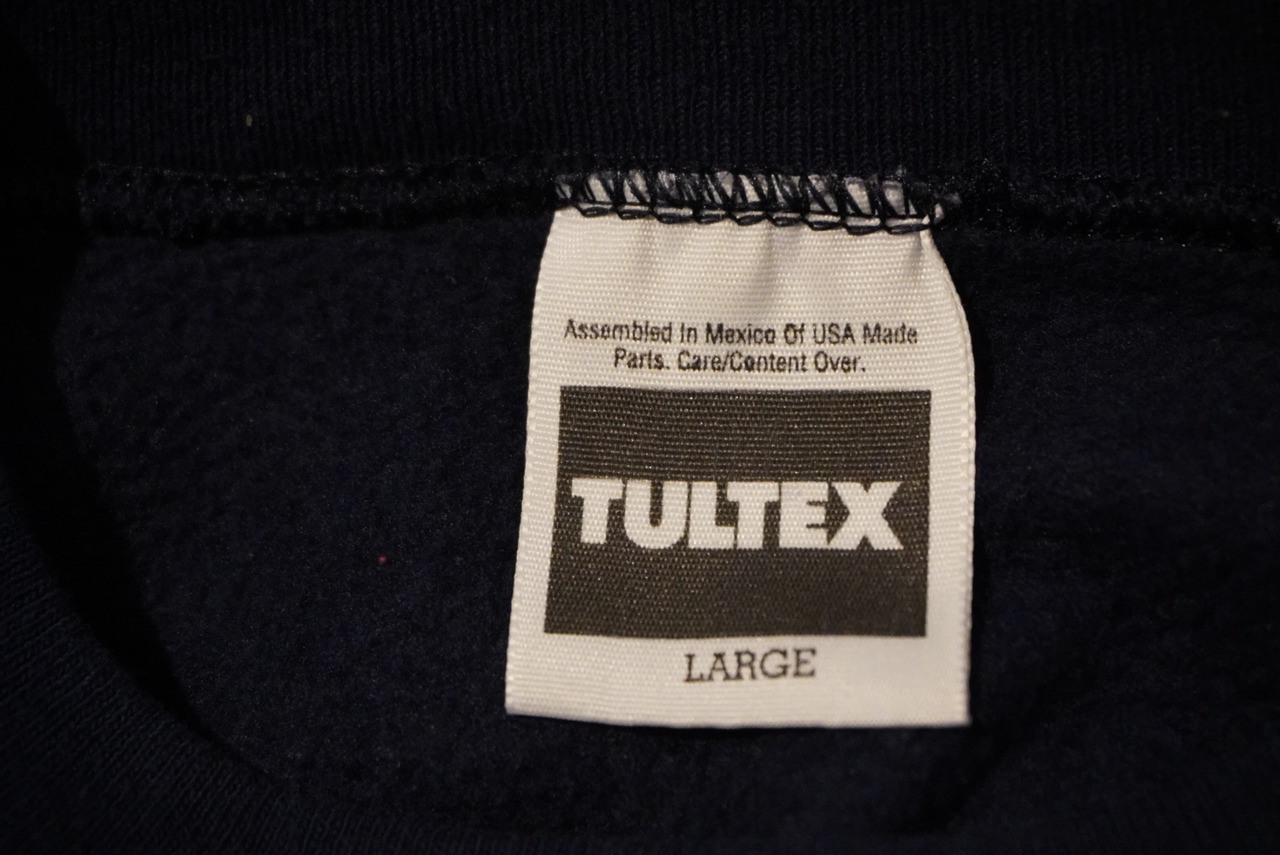 Assembled In Mexico Of USA Made
Parts. Care/Content Over.
TULTEX
LARGE